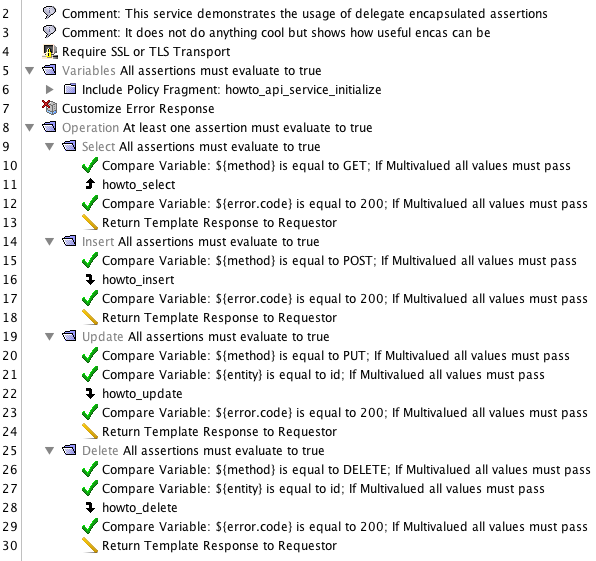 2 Comment: This service demonstrates the usage of delegate encapsulated assertions
3 Comment: It does not do anything cool but shows how useful encas can be
4 Require SSL or TLS Transport
5 Variables All assertions must evaluate to true
6 Include Policy Fragment: howto_api_service_initialize
7 Customize Error Response
8 Operation At least one assertion must evaluate to true
9 Select All assertions must evaluate to true
10 Compare Variable: ${method} is equal to GET; If Multivalued all values must pass
11 howto_select
12 Compare Variable: ${error.code} is equal to 200; If Multivalued all values must pass
13 Return Template Response to Requestor
14 Insert All assertions must evaluate to true
15 Compare Variable: ${method} is equal to POST; If Multivalued all values must pass
16 howto_insert
17 Compare Variable: ${error.code} is equal to 200; If Multivalued all values must pass
18 Return Template Response to Requestor
19 Update All assertions must evaluate to true
20 Compare Variable: ${method} is equal to PUT; If Multivalued all values must pass
21 Compare Variable: ${entity} is equal to id; If Multivalued all values must pass
22 howto_update
23 Compare Variable: ${error.code} is equal to 200; If Multivalued all values must pass
24 Return Template Response to Requestor
25 Delete All assertions must evaluate to true
26 Compare Variable: ${method} is equal to DELETE; If Multivalued all values must pass
27 Compare Variable: ${entity} is equal to id; If Multivalued all values must pass
28 howto_delete
29 Compare Variable: ${error.code} is equal to 200; If Multivalued all values must pass
30 Return Template Response to Requestor